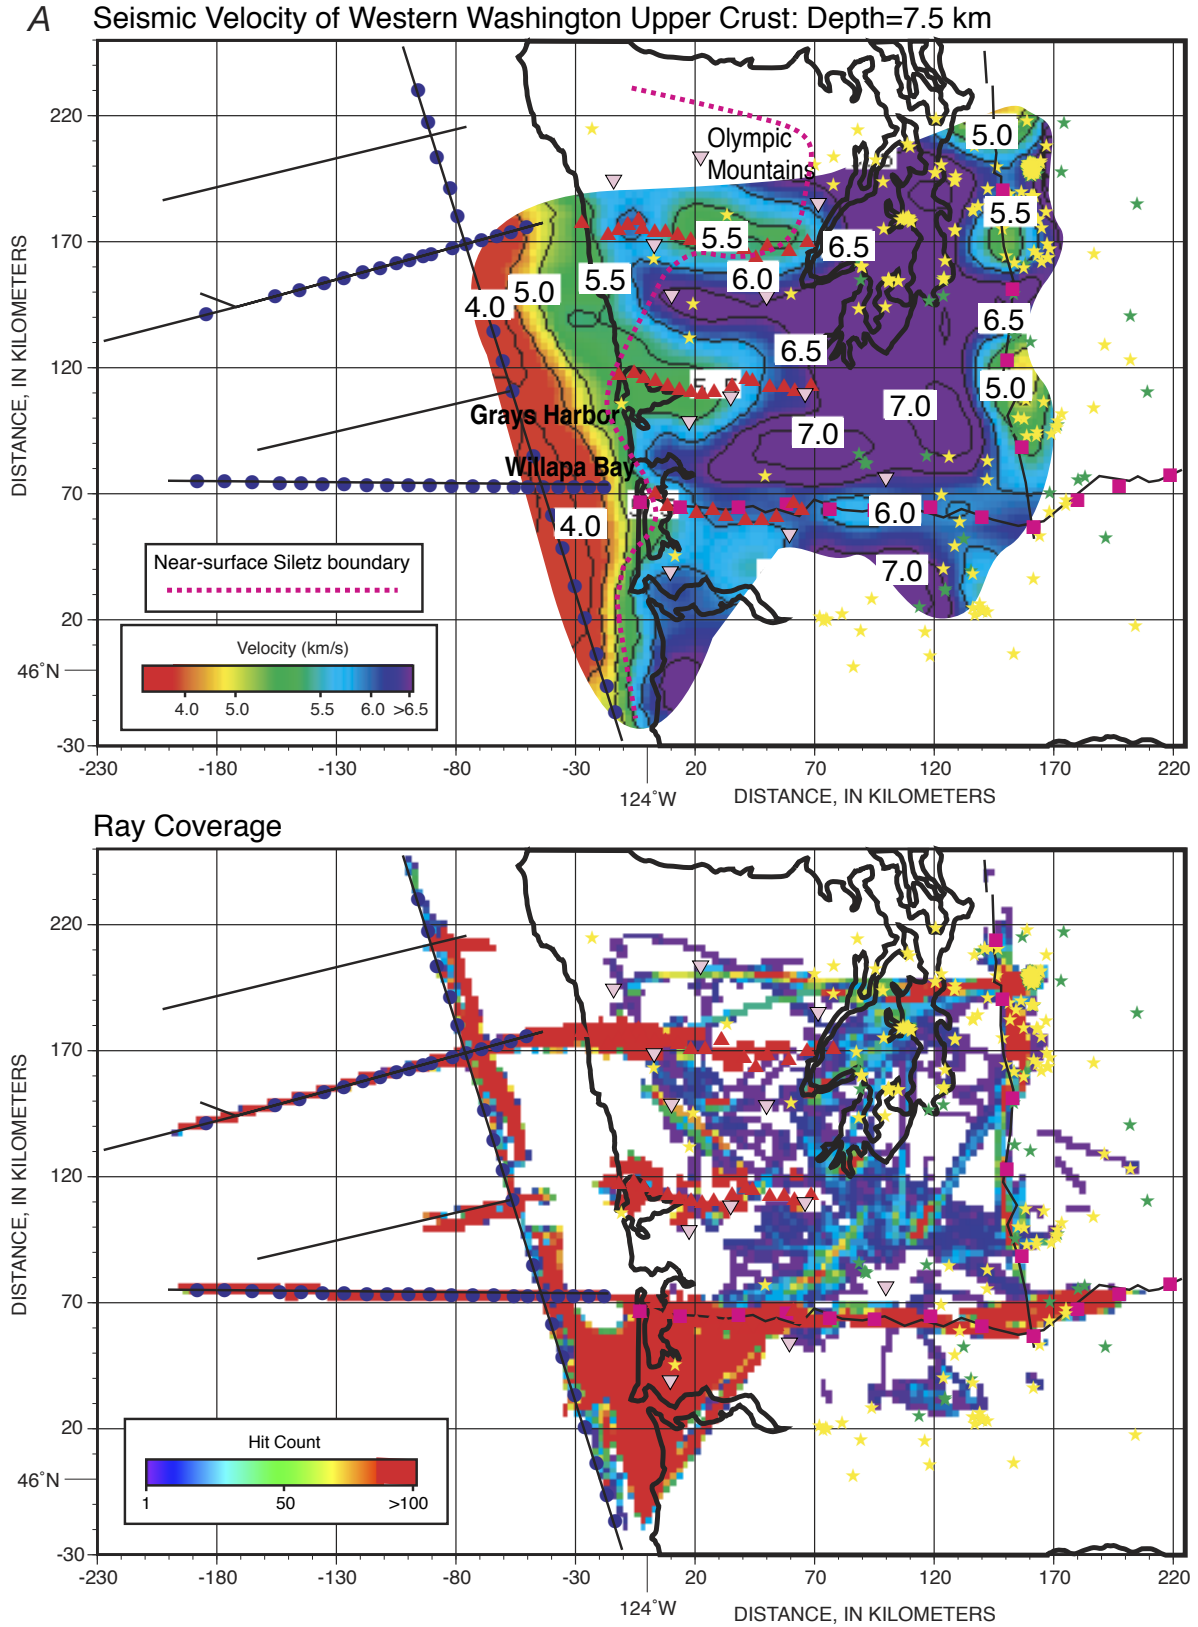 A Seismic Velocity of Western Washington Upper Crust: Depth=7.5 km
DISTANCE, IN KILOMETERS
220
170
120
70
20
46°N
-30
Olympic
Mountains
5.0
5.5
5.5
6.5
6.0
5.5
5.0
4.0
6.5
6.5
5.0
Grays Harbor
7.0
7.0
Willapa Bay
4.0
6.0
7.0
Near-surface Siletz boundary
Velocity (km/s)
4.0 5.0 5.5 6.0 >6.5
-230 -180 -130 -80 -30 20 70 120 170 220
124°W
DISTANCE, IN KILOMETERS
Ray Coverage
DISTANCE, IN KILOMETERS
220
170
120
70
20
46°N
-30
Hit Count
1 50 >100
-230 -180 -130 -80 -30 20 70 120 170 220
124°W
DISTANCE, IN KILOMETERS